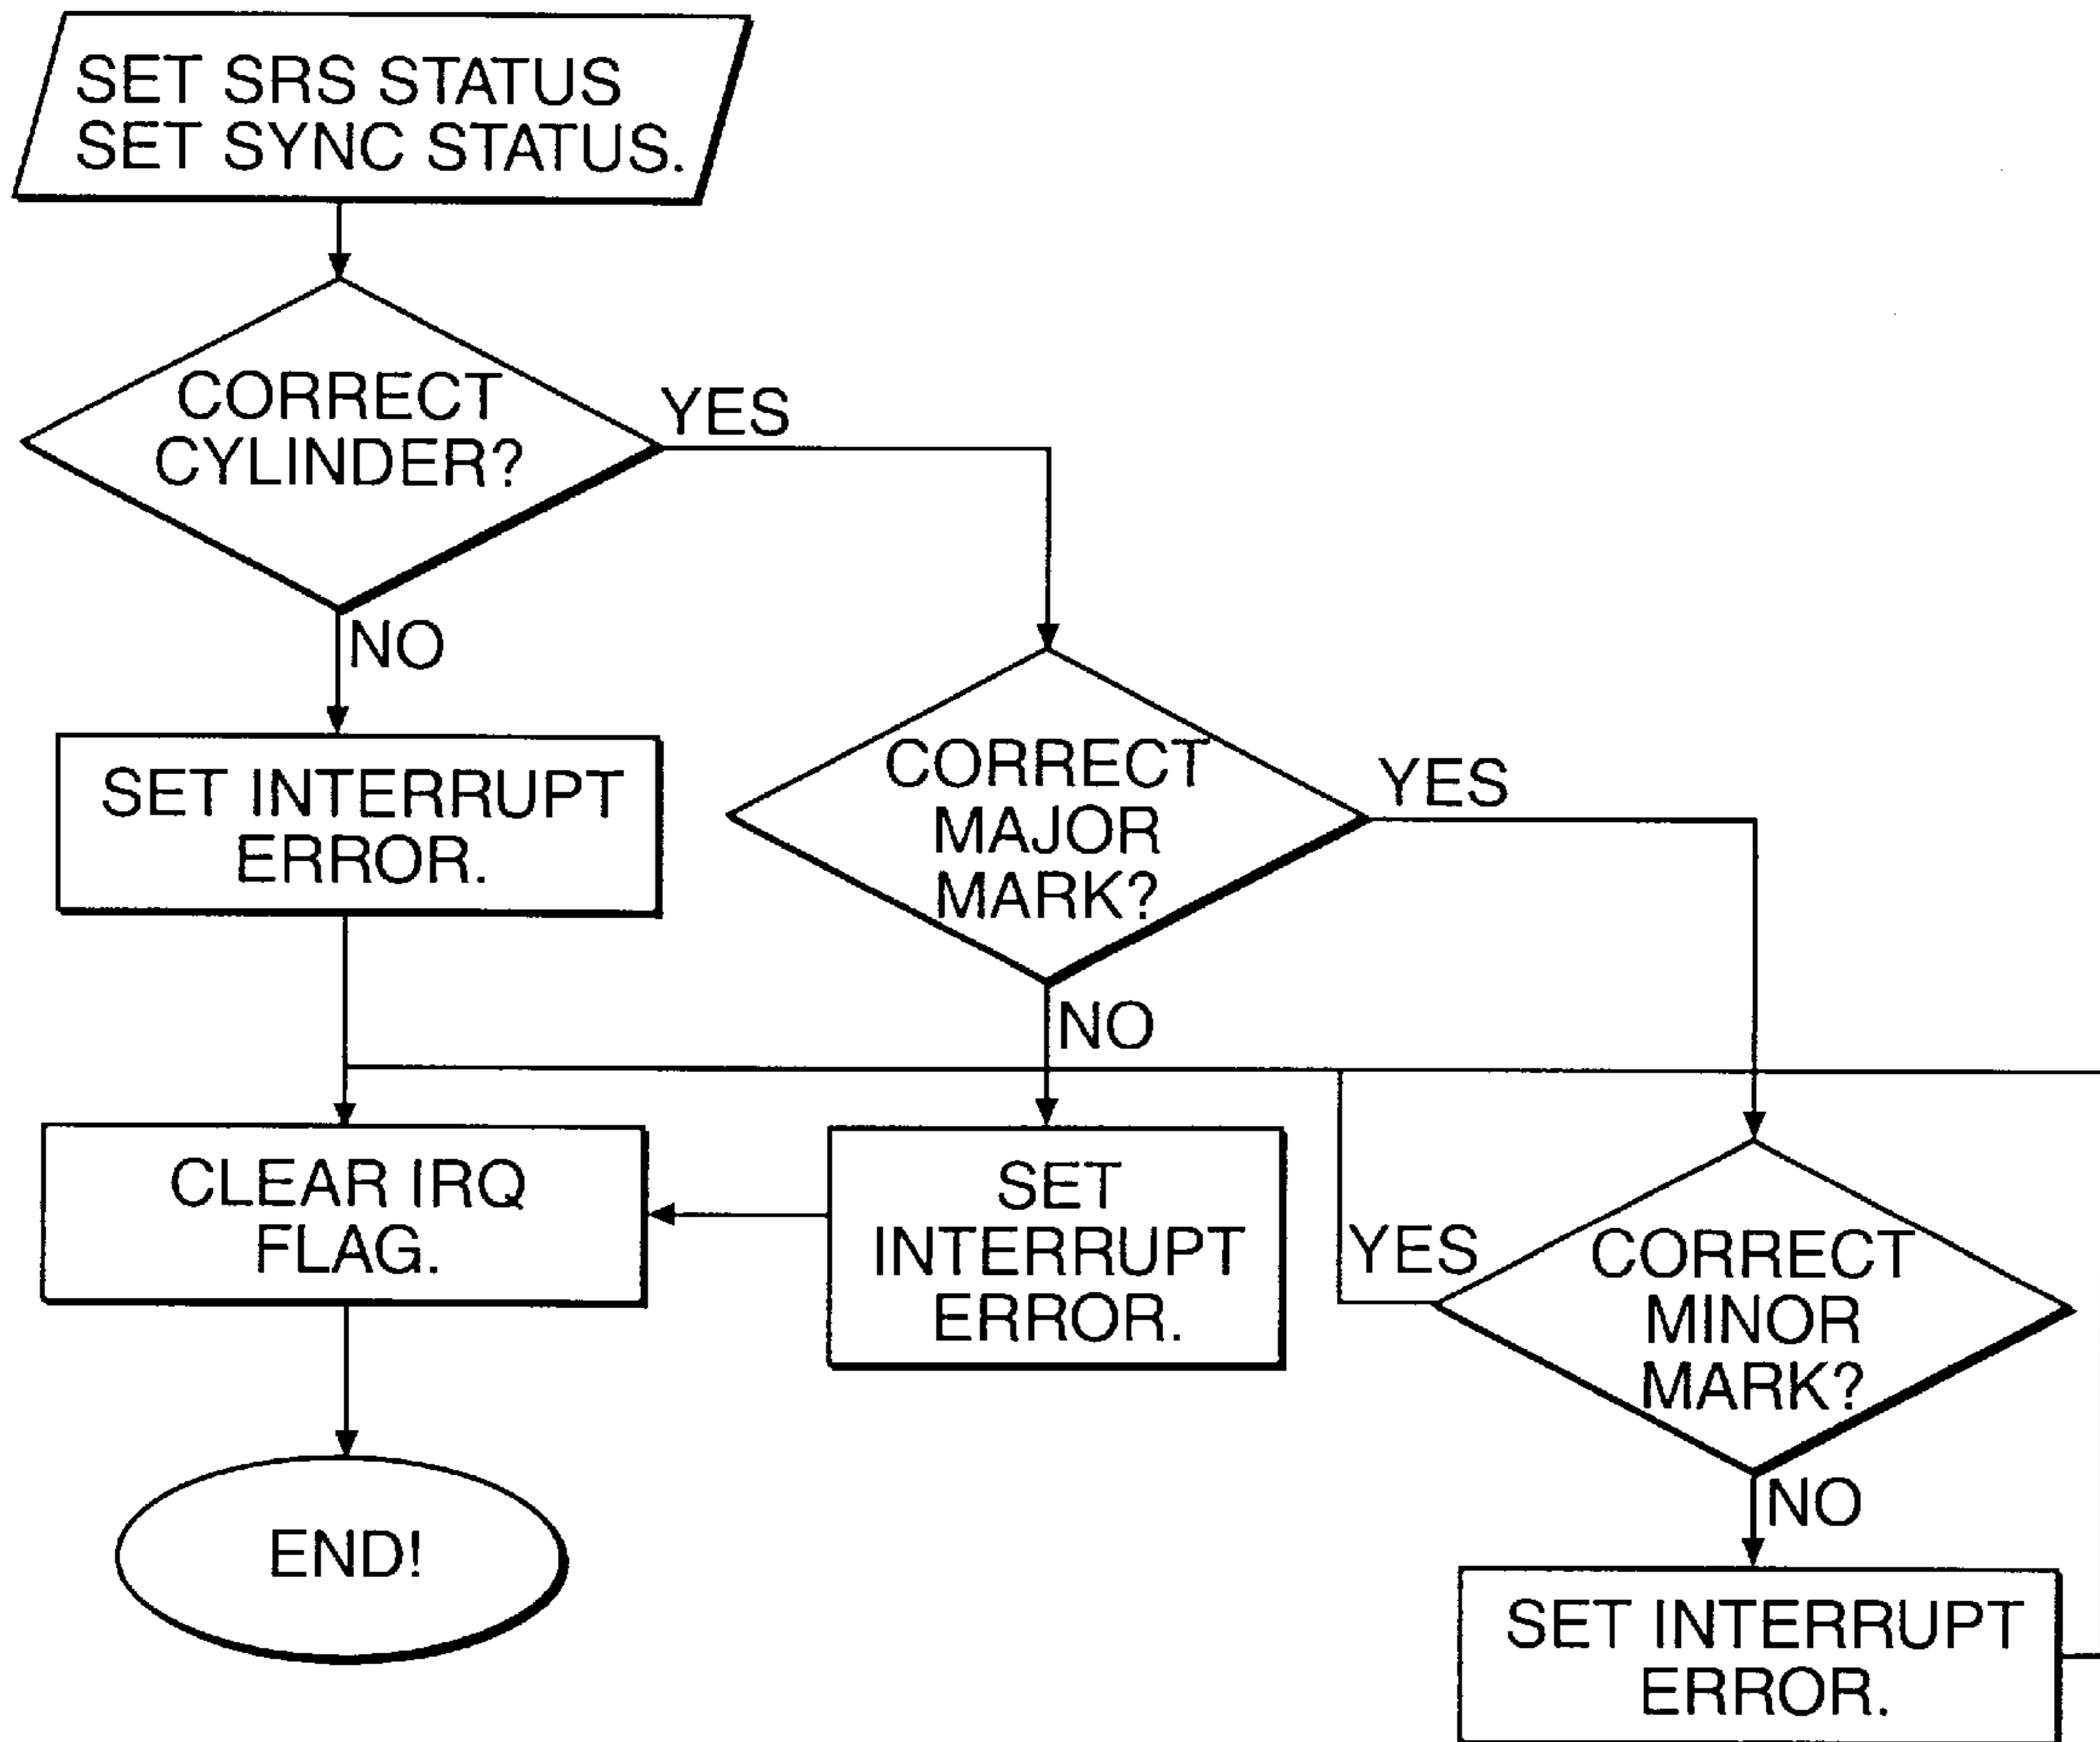 SET SRS STATUS
SET SYNC STATUS.
CORRECT
CYLINDER?
YES
NO
SET INTERRUPT
ERROR.
CORRECT
MAJOR
MARK?
YES
NO
CLEAR IRQ
FLAG.
SET
INTERRUPT
ERROR.
YES
CORRECT
MINOR
MARK?
NO
END!
SET INTERRUPT
ERROR.